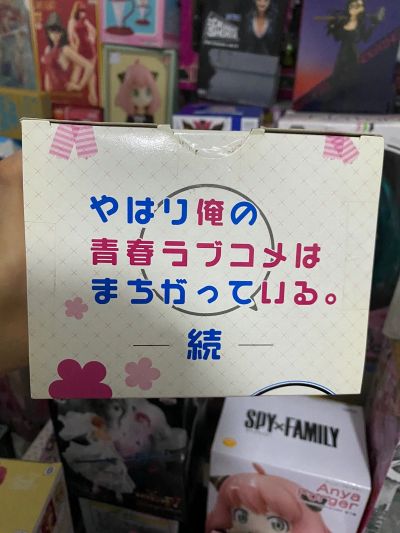 やはり俺の
青春ラブコメは
まちがっている。
続
SPY×FAMILY
Anya
Forger